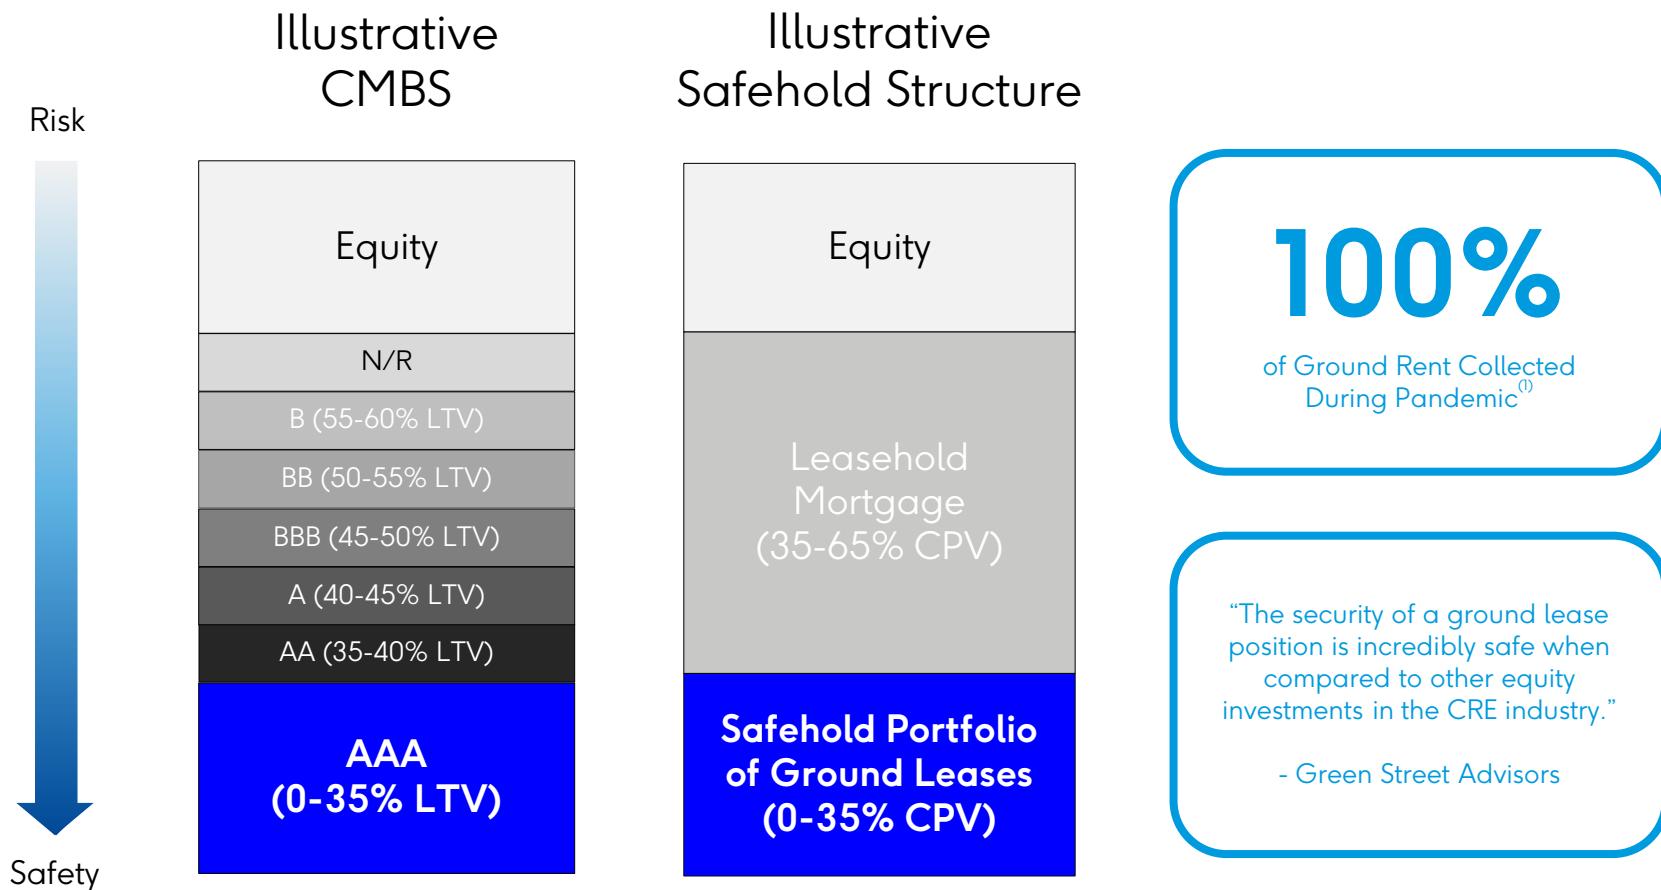 Illustrative
CMBS
Illustrative
Safehold Structure
Risk
Safety
Equity
N/R
B (55-60% LTV)
BB (50-55% LTV)
BBB (45-50% LTV)
A (40-45% LTV)
AA (35-40% LTV)
AAA
(0-35% LTV)
Equity
Leasehold
Mortgage
(35-65% CPV)
Safehold Portfolio
of Ground Leases
(0-35% CPV)
100%
of Ground Rent Collected
During Pandemic(1)
“The security of a ground lease
position is incredibly safe when
compared to other equity
investments in the CRE industry.”
- Green Street Advisors